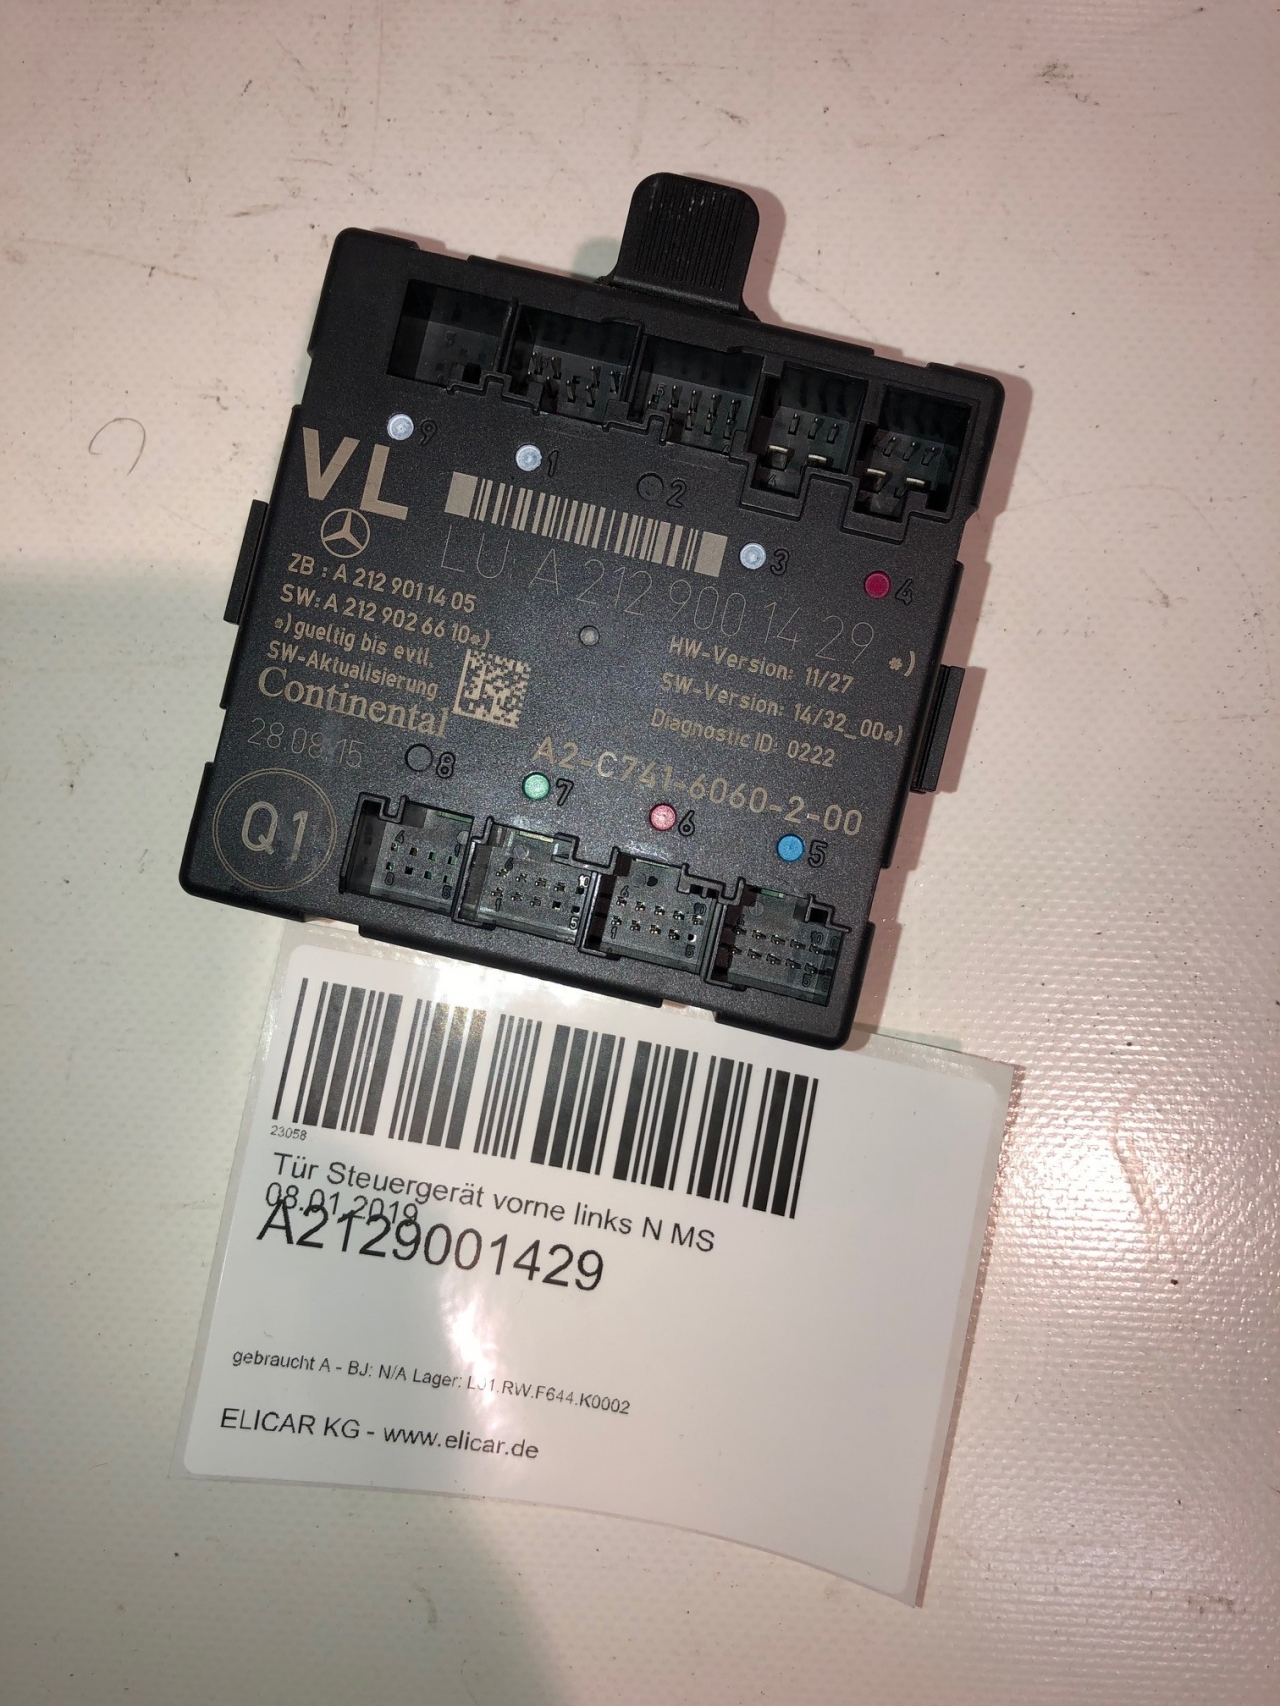 9
1
2
3
4
VL
LU A 212 900 14 29 *)
ZB : A 212 901 14 05
SW: A 212 902 66 10*)
*)gueltig bis evtl.
SW-Aktualisierung
Continental
28.08.15
HW-Version: 11/27
SW-Version: 14/32_00*)
Diagnostic ID: 0222
A2-C741-6060-2-00
8
7
6
5
Q1
23058
Tür Steuergerät vorne links N MS
08.01.2019
A2129001429
gebraucht A - BJ: N/A Lager: L01.RW.F644.K0002
ELICAR KG - www.elicar.de